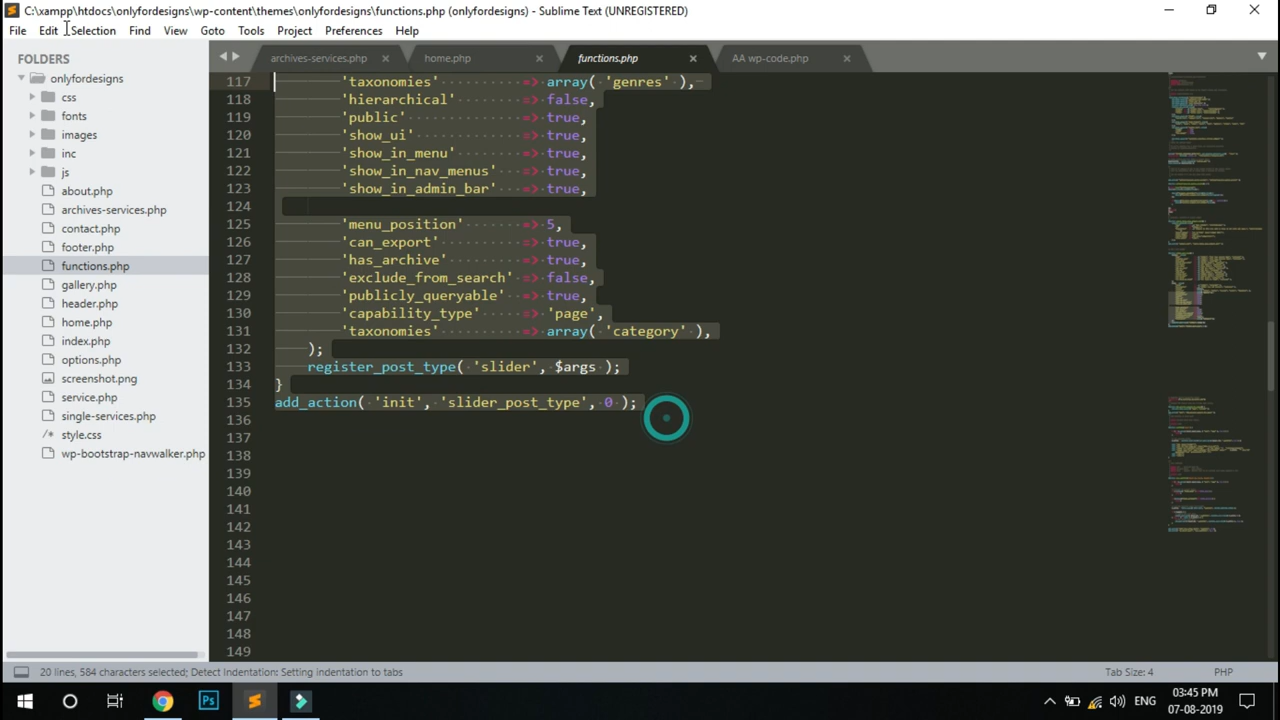 C:\xampp\htdocs\onlyfordesigns\wp-content\themes\onlyfordesigns\functions.php (onlyfordesigns) - Sublime Text (UNREGISTERED)
File Edit Selection Find View Goto Tools Project Preferences Help
FOLDERS
onlyfordesigns
css
fonts
images
inc
js
about.php
archives-services.php
contact.php
footer.php
functions.php
gallery.php
header.php
home.php
index.php
options.php
screenshot.png
service.php
single-services.php
style.css
wp-bootstrap-navwalker.php
archives-services.php home.php functions.php AA wp-code.php
117 'taxonomies' => array( 'genres' ),
118 'hierarchical' => false,
119 'public' => true,
120 'show_ui' => true,
121 'show_in_menu' => true,
122 'show_in_nav_menus' => true,
123 'show_in_admin_bar' => true,
124
125 'menu_position' => 5,
126 'can_export' => true,
127 'has_archive' => true,
128 'exclude_from_search' => false,
129 'publicly_queryable' => true,
130 'capability_type' => 'page',
131 'taxonomies' => array( 'category' ),
132 );
133 register_post_type( 'slider', $args );
134 }
135 add_action( 'init', 'slider_post_type', 0 );
136
137
138
139
140
141
142
143
144
145
146
147
148
149
20 lines, 584 characters selected; Detect Indentation: Setting indentation to tabs Tab Size: 4 PHP
Ps ENG 03:45 PM
07-08-2019